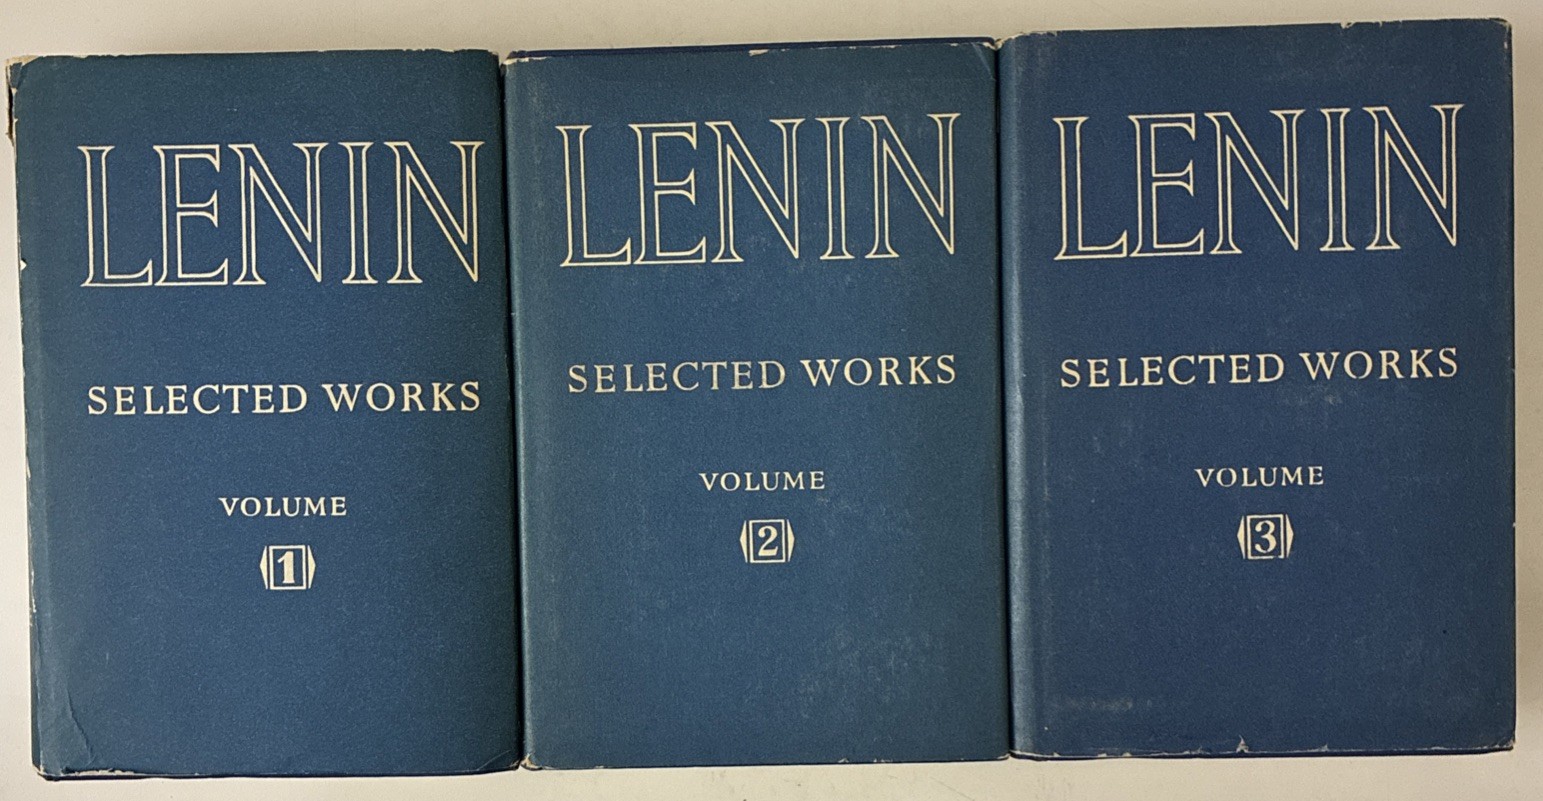 LENIN
SELECTED WORKS
VOLUME
1
LENIN
SELECTED WORKS
VOLUME
2
LENIN
SELECTED WORKS
VOLUME
3